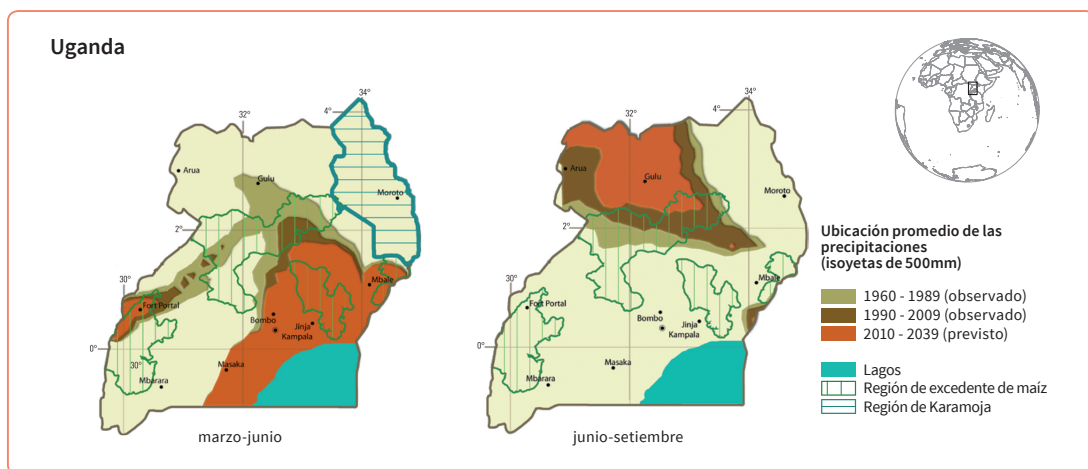 Uganda
32°
34°
4°
Arua
Gulu
Moroto
2°
30°
Fort Portal
Mbale
Bombo
Jinja
Kampala
0°
30°
Masaka
Mbarara
marzo-junio
34°
32°
4°
Arua
Gulu
Moroto
2°
30°
Mbale
Fort Portal
Bombo
Jinja
Kampala
0°
Masaka
Mbarara
junio-setiembre
Ubicación promedio de las
precipitaciones
(isoyetas de 500mm)
1960 - 1989 (observado)
1990 - 2009 (observado)
2010 - 2039 (previsto)
Lagos
Región de excedente de maíz
Región de Karamoja